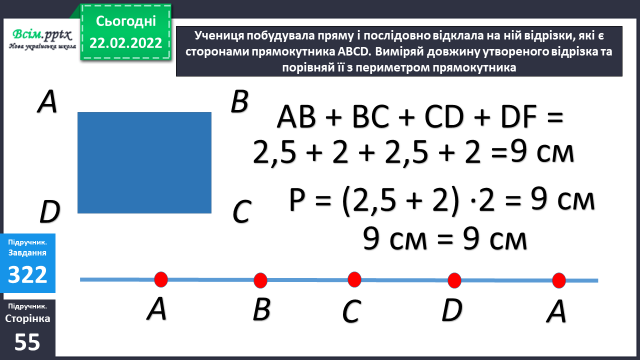 Всім.pptx
Нова українська школа
Сьогодні
22.02.2022
Учениця побудувала пряму і послідовно відклала на ній відрізки, які є
сторонами прямокутника ABCD. Виміряй довжину утвореного відрізка та
порівняй її з периметром прямокутника
A
B
D
C
AB + BC + CD + DF =
2,5 + 2 + 2,5 + 2 =9 см
P = (2,5 + 2) ·2 = 9 см
9 см = 9 см
Підручник.
Завдання
322
Підручник.
Сторінка
55
A B C D A